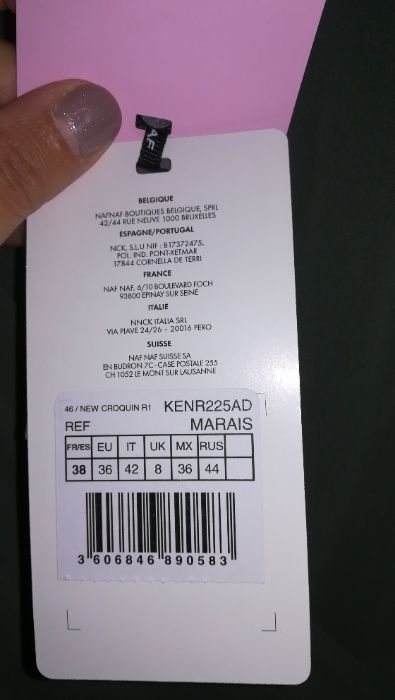 AF
BELGIQUE
NAFNAF BOUTIQUES BELGIQUE, SPRL
42/44 RUE NEUVE 1000 BRUXELLES
ESPAGNE/PORTUGAL
NCK, S.L.U NIF : B17372475,
POL. IND. PONT-XETMAR
17844 CORNELLA DE TERRI
FRANCE
NAF NAF, 6/10 BOULEVARD FOCH
93800 EPINAY SUR SEINE
ITALIE
NNCK ITALIA SRL
VIA PIAVE 24/26 - 20016 PERO
SUISSE
NAF NAF SUISSE SA
EN BUDRON 7C - CASE POSTALE 255
CH 1052 LE MONT SUR LAUSANNE
46 / NEW CROQUIN R1 KENR225AD
REF MARAIS
FR/ES EU IT UK MX RUS
38 36 42 8 36 44
3 606846 890583